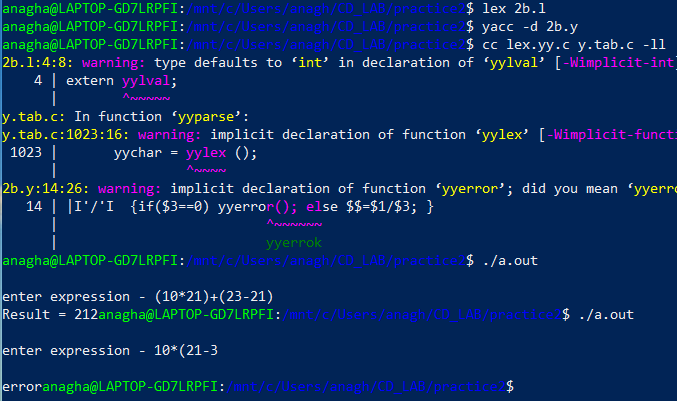 anagha@LAPTOP-GD7LRPFI:/mnt/c/Users/anagh/CD LAB/practice2$ lex 2b.l
anagha@LAPTOP-GD7LRPFI:/mnt/c/Users/anagh/CD LAB/practice2$ yacc -d 2b.y
anagha@LAPTOP-GD7LRPFI:/mnt/c/Users/anagh/CD LAB/practice2$ cc lex.yy.c y.tab.c -ll
2b.l:4:8: warning: type defaults to ‘int’ in declaration of ‘yylval’ [-Wimplicit-int]
4 | extern yylval;
| ^~~~~~
y.tab.c: In function ‘yyparse’:
y.tab.c:1023:16: warning: implicit declaration of function ‘yylex’ [-Wimplicit-functi
1023 | yychar = yylex ();
| ^~~~~
2b.y:14:26: warning: implicit declaration of function ‘yyerror’; did you mean ‘yyerro
14 | |I'/'I {if($3==0) yyerror(); else $$=$1/$3; }
| ^~~~~~~
| yyerrok
anagha@LAPTOP-GD7LRPFI:/mnt/c/Users/anagh/CD LAB/practice2$ ./a.out
enter expression - (10*21)+(23-21)
Result = 212anagha@LAPTOP-GD7LRPFI:/mnt/c/Users/anagh/CD LAB/practice2$ ./a.out
enter expression - 10*(21-3
erroranagha@LAPTOP-GD7LRPFI:/mnt/c/Users/anagh/CD LAB/practice2$